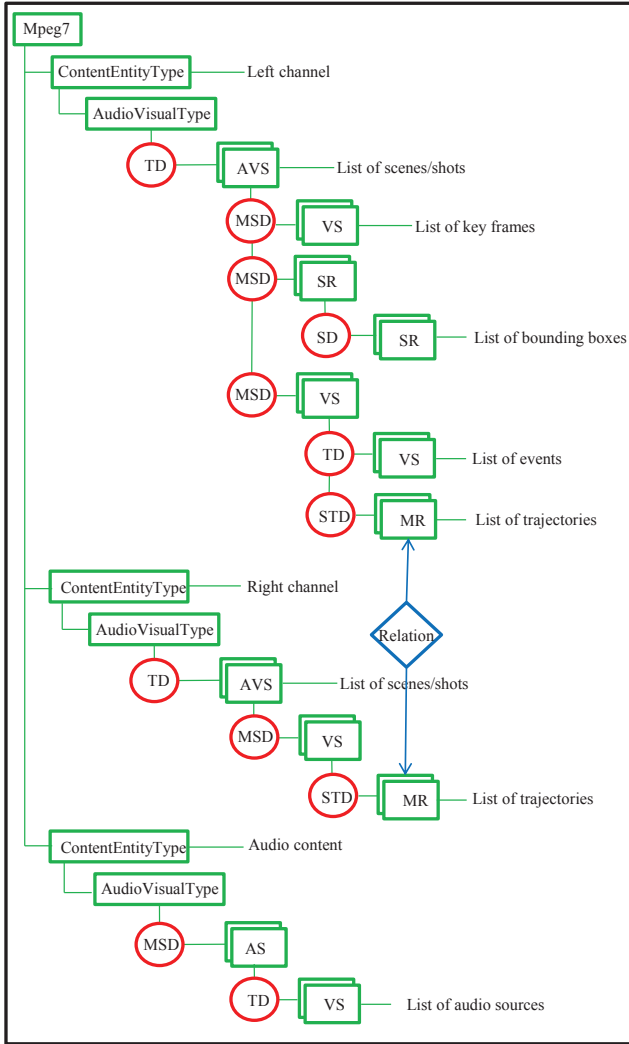 Mpeg7
ContentEntityType Left channel
AudioVisualType
TD AVS List of scenes/shots
MSD VS List of key frames
MSD SR
SD SR List of bounding boxes
MSD VS
TD VS List of events
STD MR List of trajectories
ContentEntityType Right channel
AudioVisualType Relation
TD AVS List of scenes/shots
MSD VS
STD MR List of trajectories
ContentEntityType Audio content
AudioVisualType
MSD AS
TD VS List of audio sources